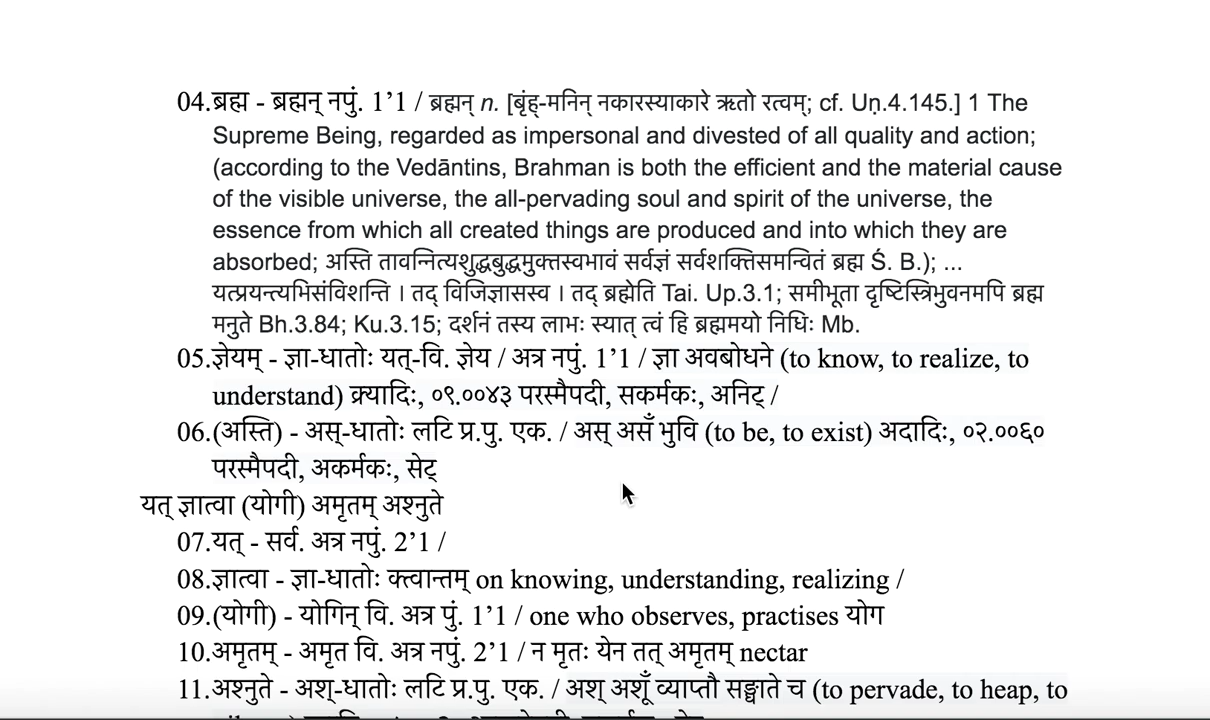 04.ब्रह्म - ब्रह्मन् नपुं. 1’1 / ब्रह्मन् n. [बृंह्-मनिन् नकारस्याकारे ऋतो रत्वम्; cf. Uṇ.4.145.] 1 The
Supreme Being, regarded as impersonal and divested of all quality and action;
(according to the Vedāntins, Brahman is both the efficient and the material cause
of the visible universe, the all-pervading soul and spirit of the universe, the
essence from which all created things are produced and into which they are
absorbed; अस्ति तावन्नित्यशुद्धबुद्धमुक्तस्वभावं सर्वज्ञं सर्वशक्तिसमन्वितं ब्रह्म Ś. B.); ...
यत्प्रयन्त्यभिसंविशन्ति । तद् विजिज्ञासस्व । तद् ब्रह्मेति Tai. Up.3.1; समीभूता दृष्टिस्त्रिभुवनमपि ब्रह्म
मनुते Bh.3.84; Ku.3.15; दर्शनं तस्य लाभः स्यात् त्वं हि ब्रह्ममयो निधिः Mb.
05.ज्ञेयम् - ज्ञा-धातोः यत्-वि. ज्ञेय / अत्र नपुं. 1’1 / ज्ञा अवबोधने (to know, to realize, to
understand) क्र्यादिः, ०९.००४३ परस्मैपदी, सकर्मकः, अनिट् /
06.(अस्ति) - अस्-धातोः लटि प्र.पु. एक. / अस् असँ भुवि (to be, to exist) अदादिः, ०२.००६०
परस्मैपदी, अकर्मकः, सेट्
यत् ज्ञात्वा (योगी) अमृतम् अश्नुते
07.यत् - सर्व. अत्र नपुं. 2’1 /
08.ज्ञात्वा - ज्ञा-धातोः क्त्वान्तम् on knowing, understanding, realizing /
09.(योगी) - योगिन् वि. अत्र पुं. 1’1 / one who observes, practises योग
10.अमृतम् - अमृत वि. अत्र नपुं. 2’1 / न मृतः येन तत् अमृतम् nectar
11.अश्नुते - अश्-धातोः लटि प्र.पु. एक. / अश् अशूँ व्याप्तौ सङ्घाते च (to pervade, to heap, to